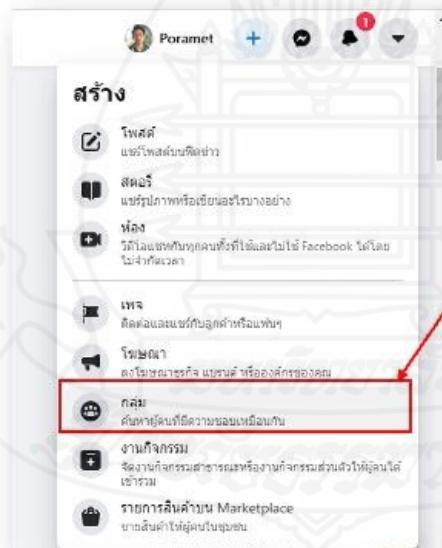 Poramet
1
สร้าง
โพสต์
แชร์โพสต์บนฟีดข่าว
สตอรี่
แชร์รูปภาพหรือเขียนอะไรบางอย่าง
ห้อง
วิดีโอแชทกับทุกคนทั้งที่ใช้และไม่ใช้ Facebook ได้โดย
ไม่จำกัดเวลา
เพจ
ติดต่อและแชร์กับลูกค้าหรือแฟนๆ
โฆษณา
ลงโฆษณาธุรกิจ แบรนด์ หรือองค์กรของคุณ
กลุ่ม
ค้นหาผู้คนที่มีความชอบเหมือนกัน
งานกิจกรรม
จัดงานกิจกรรมสาธารณะหรืองานกิจกรรมส่วนตัวให้ผู้คนได้
เข้าร่วม
รายการสินค้าบน Marketplace
ขายสินค้าให้ผู้คนในชุมชน